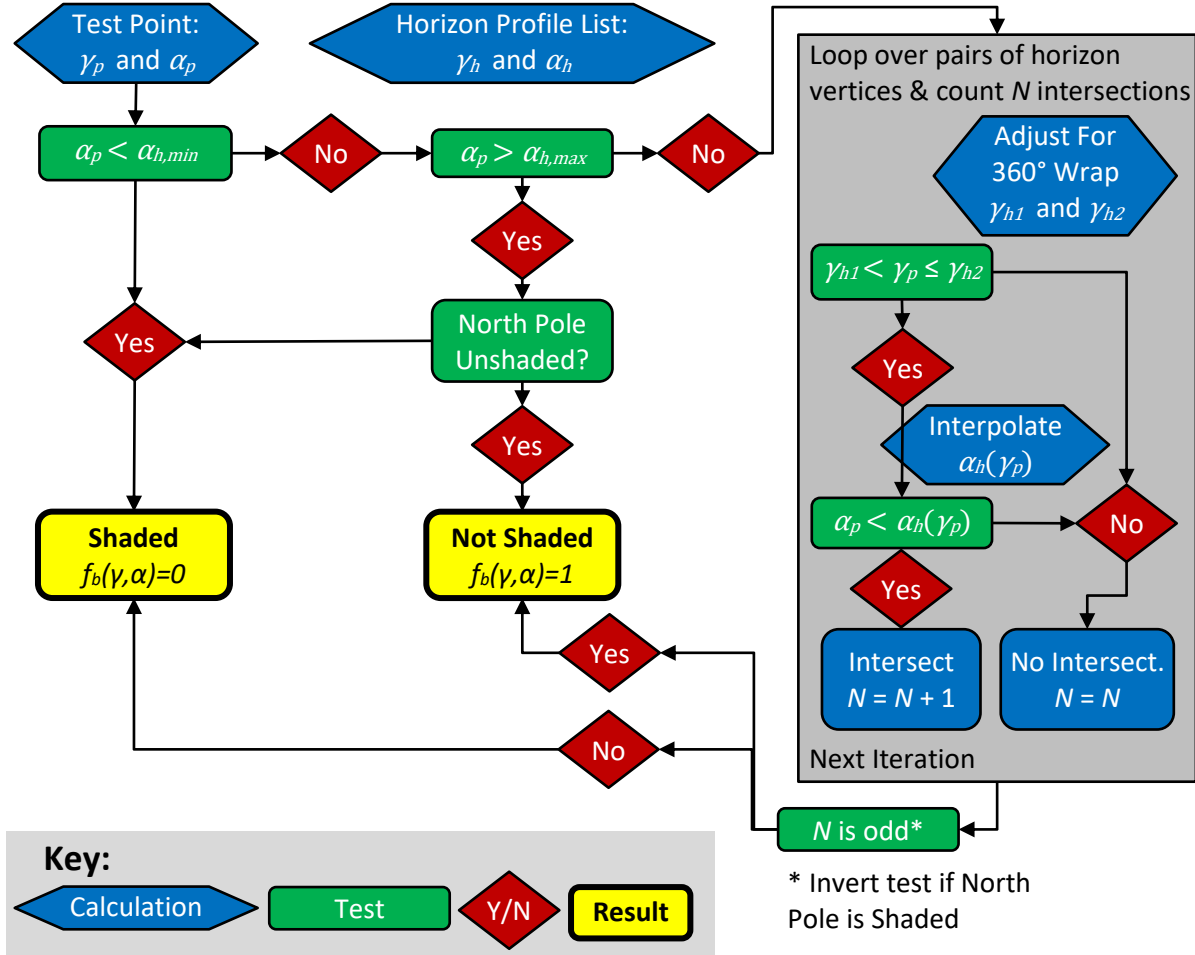 Test Point:
γp and αp
Horizon Profile List:
γh and αh
αp < αh,min
No
αp > αh,max
No
Yes
Yes
North Pole
Unshaded?
Yes
Shaded
fb(γ,α)=0
Not Shaded
fb(γ,α)=1
Yes
No
Loop over pairs of horizon
vertices & count N intersections
Adjust For
360° Wrap
γh1 and γh2
γh1 < γp ≤ γh2
Yes
Interpolate
αh(γp)
αp < αh(γp)
No
Yes
Intersect
N = N + 1
No Intersect.
N = N
Next Iteration
N is odd*
* Invert test if North
Pole is Shaded
Key:
Calculation
Test
Y/N
Result